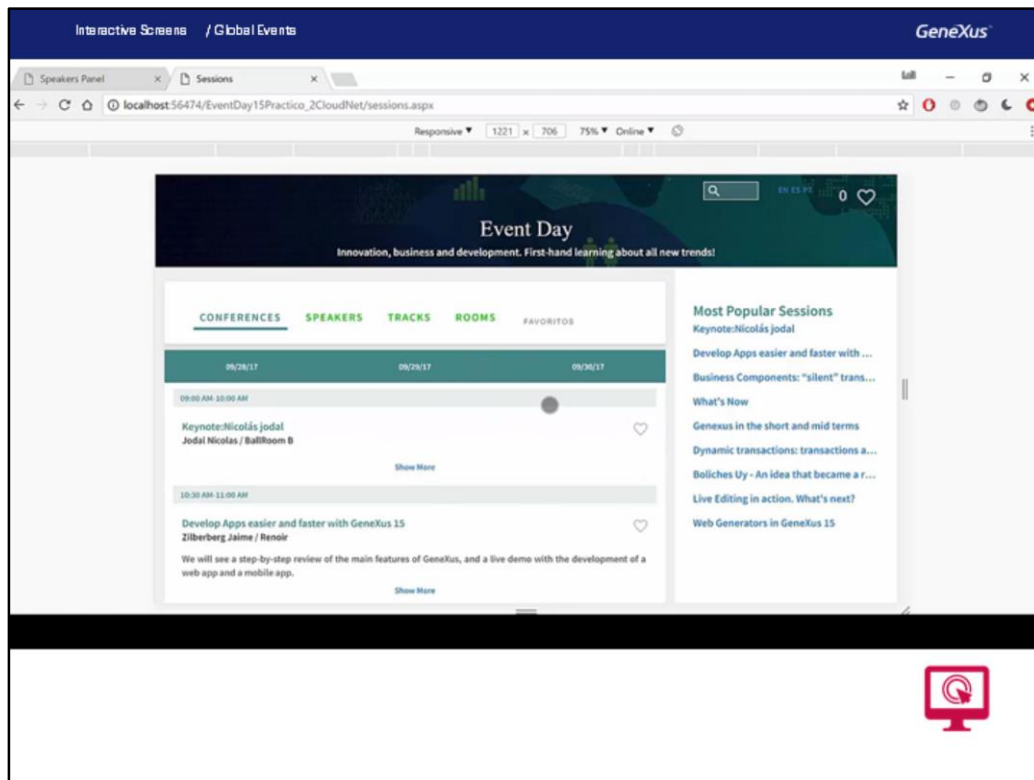 Interactive Screens / Global Events
GeneXus
Speakers Panel
Sessions
localhost:56474/EventDay15Practico_2CloudNet/sessions.aspx
Responsive ▼ 1221 x 706 75% ▼ Online ▼
EN ES PT
0
Event Day
Innovation, business and development. First-hand learning about all new trends!
CONFERENCES SPEAKERS TRACKS ROOMS FAVORITOS
09/28/17 09/29/17 09/30/17
09:00 AM-10:00 AM
Keynote:Nicolás jodal
Jodal Nicolas / BallRoom B
Show More
10:30 AM-11:00 AM
Develop Apps easier and faster with GeneXus 15
Zilberberg Jaime / Renoir
We will see a step-by-step review of the main features of GeneXus, and a live demo with the development of a
web app and a mobile app.
Show More
Most Popular Sessions
Keynote:Nicolás jodal
Develop Apps easier and faster with ...
Business Components: “silent” trans...
What's Now
Genexus in the short and mid terms
Dynamic transactions: transactions a...
Boliches Uy - An idea that became a r...
Live Editing in action. What's next?
Web Generators in GeneXus 15